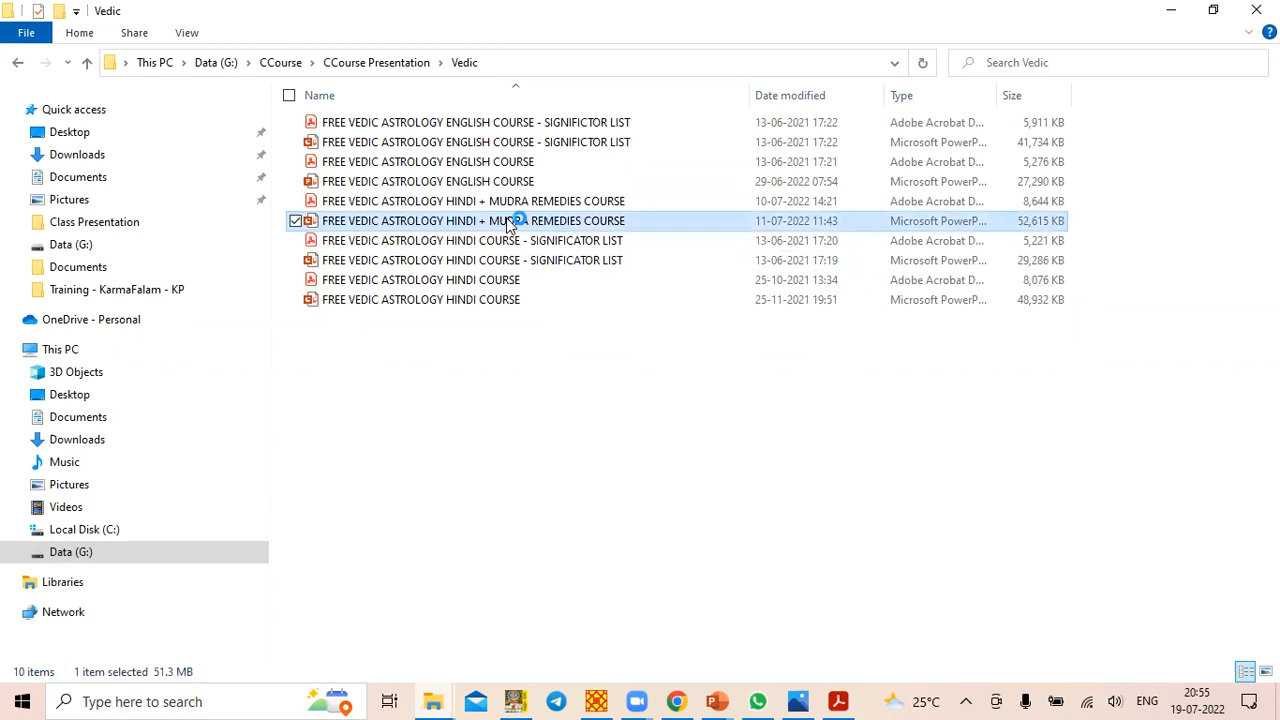 Vedic
File Home Share View
This PC Data (G:) CCourse CCourse Presentation Vedic Search Vedic
Name Date modified Type Size
Quick access
Desktop
Downloads
Documents
Pictures
Class Presentation
Data (G:)
Documents
Training - KarmaFalam - KP
OneDrive - Personal
This PC
3D Objects
Desktop
Documents
Downloads
Music
Pictures
Videos
Local Disk (C:)
Data (G:)
Libraries
Network
FREE VEDIC ASTROLOGY ENGLISH COURSE - SIGNIFICTOR LIST 13-06-2021 17:22 Adobe Acrobat D... 5,911 KB
FREE VEDIC ASTROLOGY ENGLISH COURSE - SIGNIFICTOR LIST 13-06-2021 17:22 Microsoft PowerP... 41,734 KB
FREE VEDIC ASTROLOGY ENGLISH COURSE 13-06-2021 17:21 Adobe Acrobat D... 5,276 KB
FREE VEDIC ASTROLOGY ENGLISH COURSE 29-06-2022 07:54 Microsoft PowerP... 27,290 KB
FREE VEDIC ASTROLOGY HINDI + MUDRA REMEDIES COURSE 10-07-2022 14:21 Adobe Acrobat D... 8,644 KB
FREE VEDIC ASTROLOGY HINDI + MUDRA REMEDIES COURSE 11-07-2022 11:43 Microsoft PowerP... 52,615 KB
FREE VEDIC ASTROLOGY HINDI COURSE - SIGNIFICATOR LIST 13-06-2021 17:20 Adobe Acrobat D... 5,221 KB
FREE VEDIC ASTROLOGY HINDI COURSE - SIGNIFICATOR LIST 13-06-2021 17:19 Microsoft PowerP... 29,286 KB
FREE VEDIC ASTROLOGY HINDI COURSE 25-10-2021 13:34 Adobe Acrobat D... 8,076 KB
FREE VEDIC ASTROLOGY HINDI COURSE 25-11-2021 19:51 Microsoft PowerP... 48,932 KB
10 items 1 item selected 51.3 MB
Type here to search 25°C ENG 20:55
19-07-2022